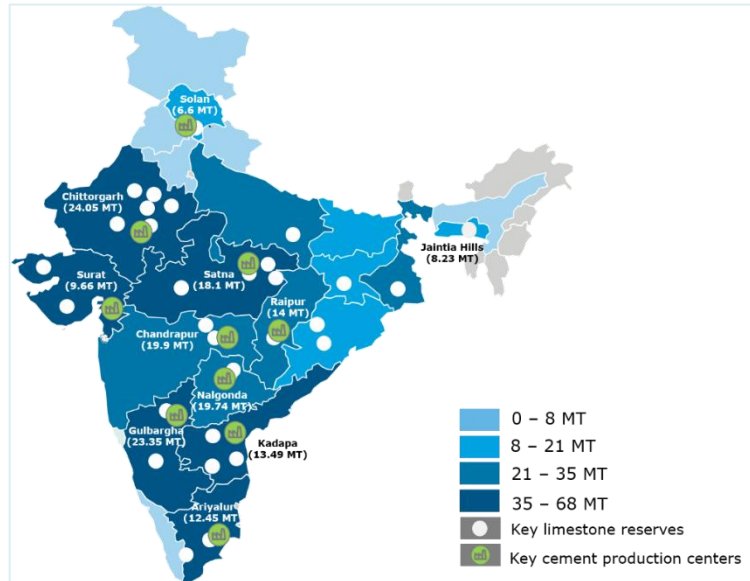 Solan
(6.6 MT)
Chittorgarh
(24.05 MT)
Jaintia Hills
(8.23 MT)
Surat
(9.66 MT)
Satna
(18.1 MT)
Raipur
(14 MT)
Chandrapur
(19.9 MT)
Nalgonda
(19.74 MT)
Gulbargha
(23.35 MT)
Kadapa
(13.49 MT)
Ariyalur
(12.45 MT)
0 – 8 MT
8 – 21 MT
21 – 35 MT
35 – 68 MT
Key limestone reserves
Key cement production centers